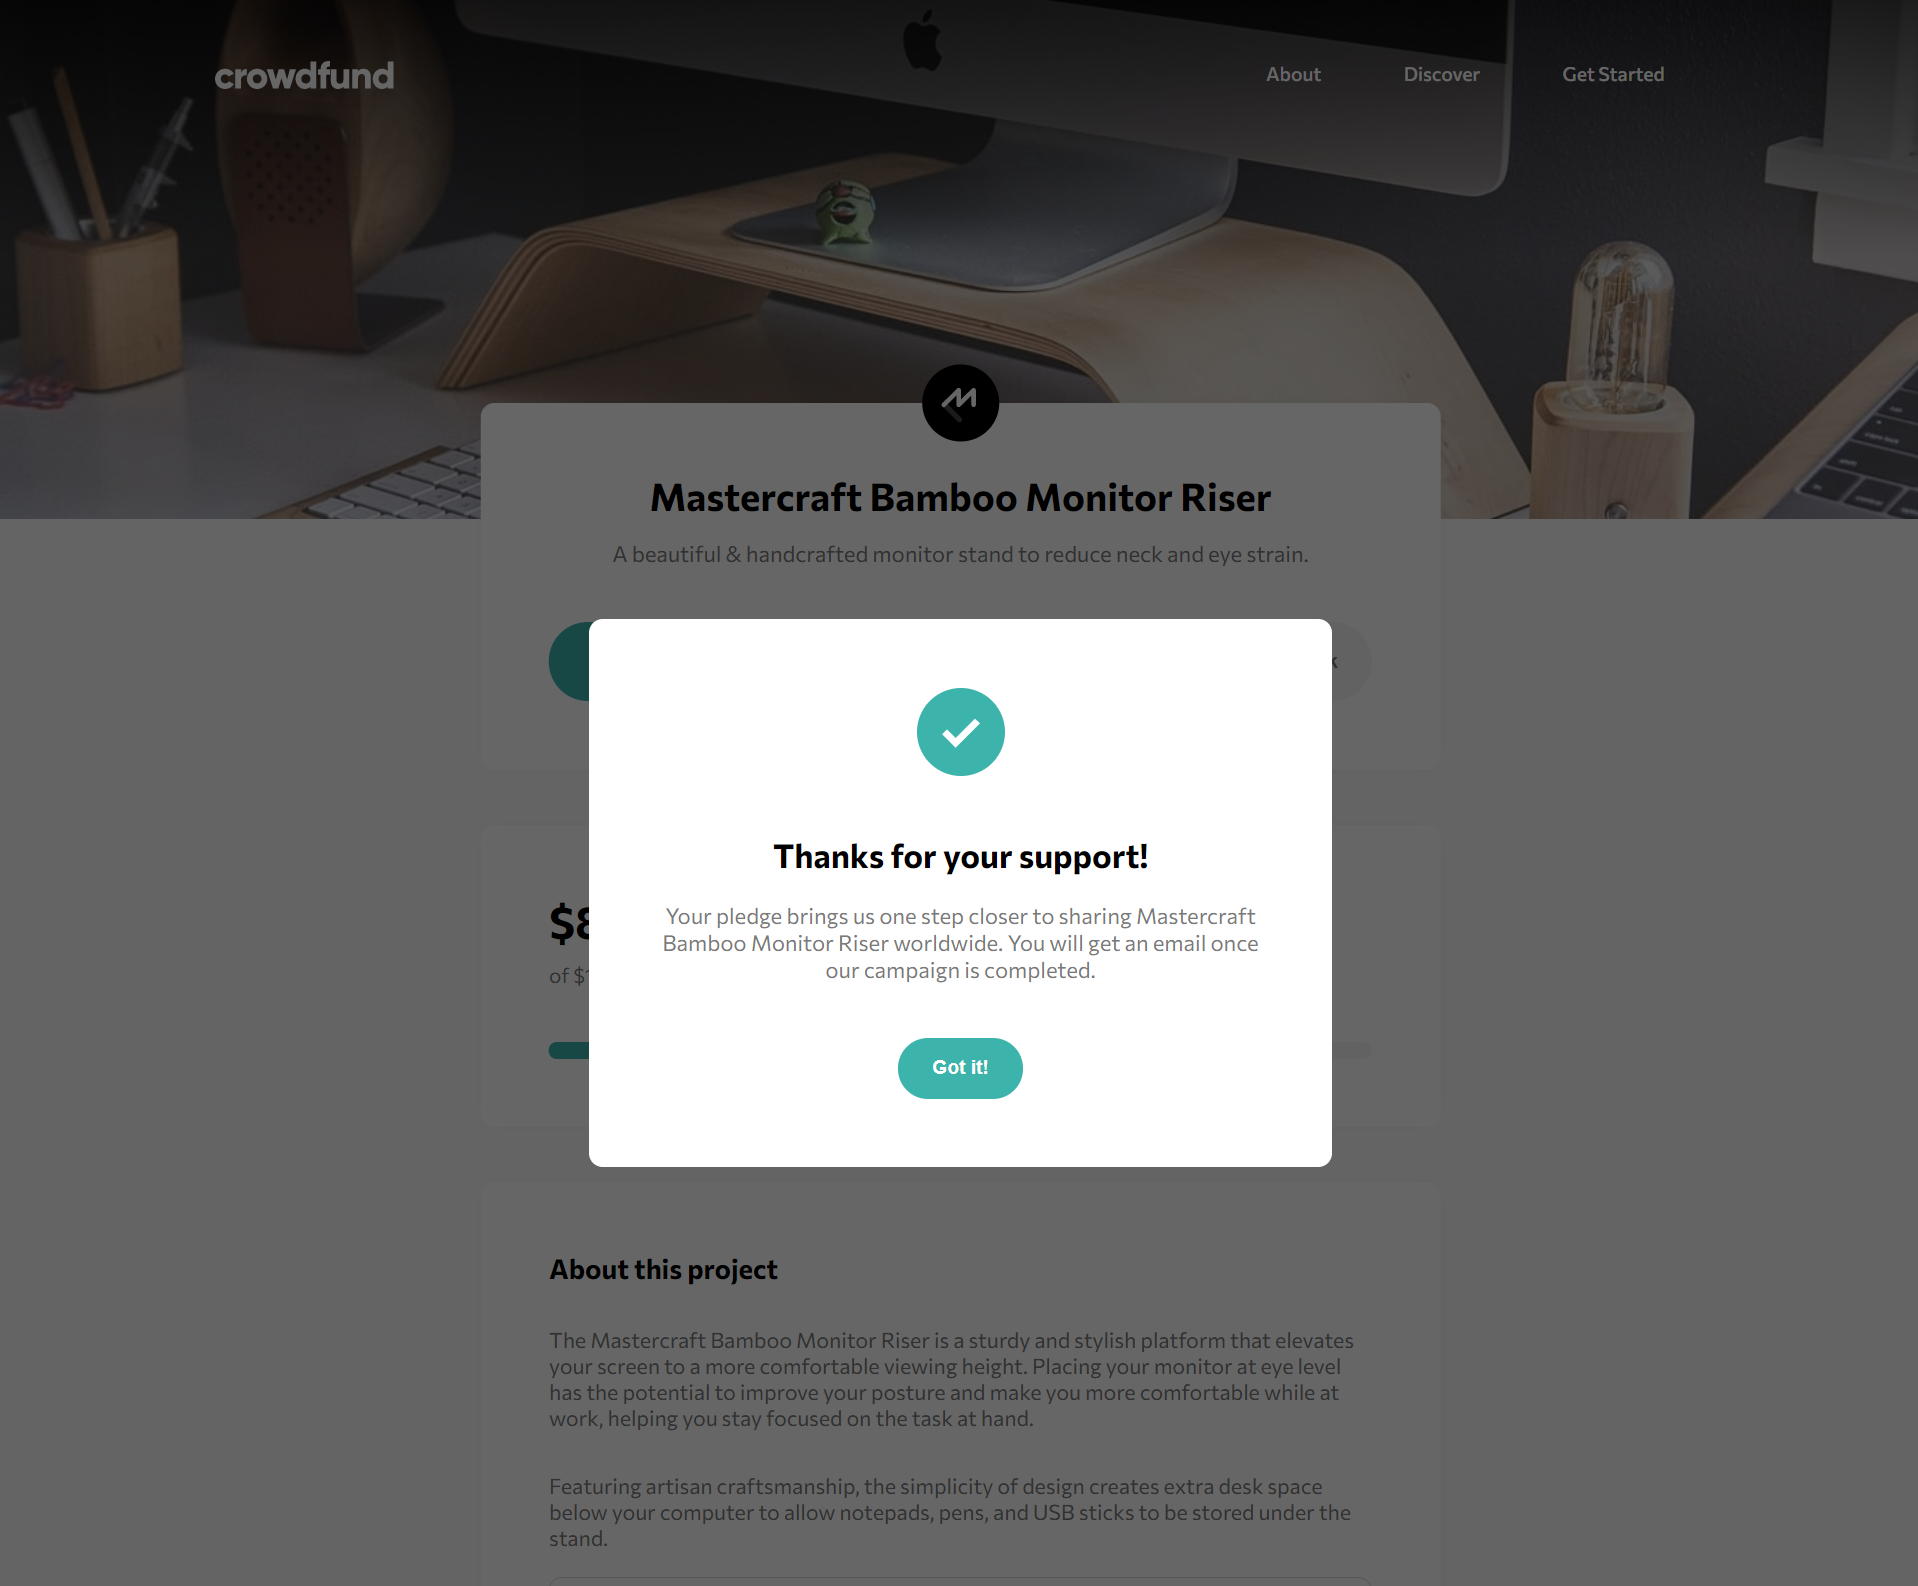 crowdfund
About
Discover
Get Started
Mastercraft Bamboo Monitor Riser
A beautiful & handcrafted monitor stand to reduce neck and eye strain.
Thanks for your support!
Your pledge brings us one step closer to sharing Mastercraft
Bamboo Monitor Riser worldwide. You will get an email once
our campaign is completed.
Got it!
of
About this project
The Mastercraft Bamboo Monitor Riser is a sturdy and stylish platform that elevates
your screen to a more comfortable viewing height. Placing your monitor at eye level
has the potential to improve your posture and make you more comfortable while at
work, helping you stay focused on the task at hand.
Featuring artisan craftsmanship, the simplicity of design creates extra desk space
below your computer to allow notepads, pens, and USB sticks to be stored under the
stand.